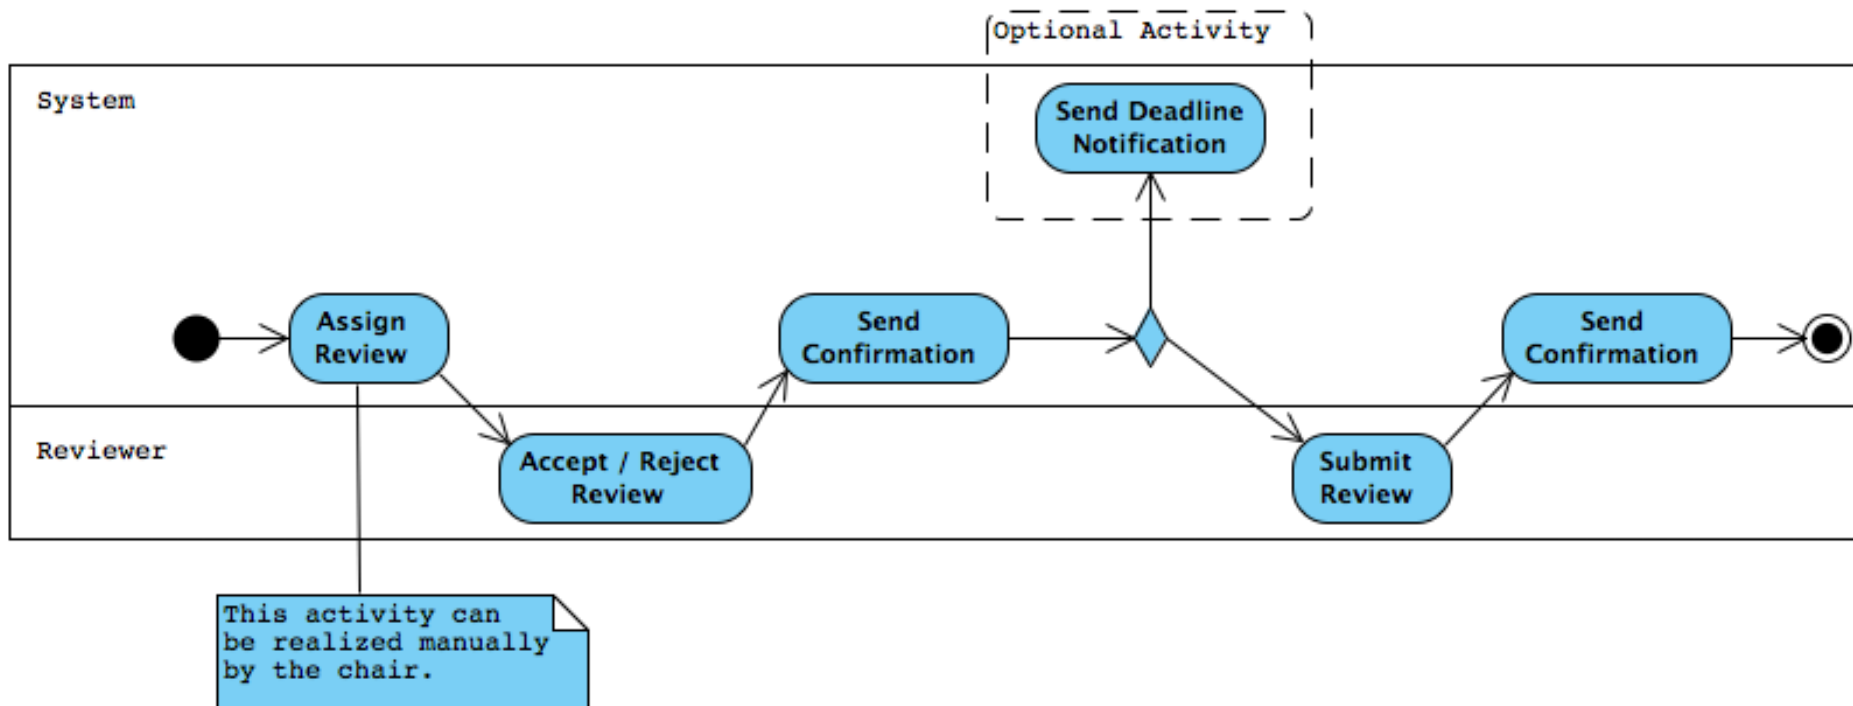 Optional Activity
System
Send Deadline
Notification
Assign
Review
Send
Confirmation
Send
Confirmation
Reviewer
Accept / Reject
Review
Submit
Review
This activity can
be realized manually
by the chair.